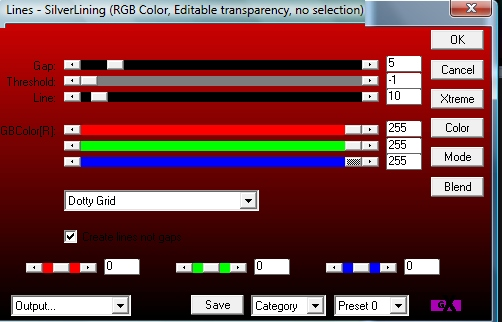 Lines - SilverLining (RGB Color, Editable transparency, no selection)
OK
Gap: 5
Cancel
Threshold: -1
Line: 10
Xtreme
GBColor[R] 255
Color
255
255
Mode
Blend
Dotty Grid
Create lines not gaps
0 0 0
Output... Save Category Preset 0